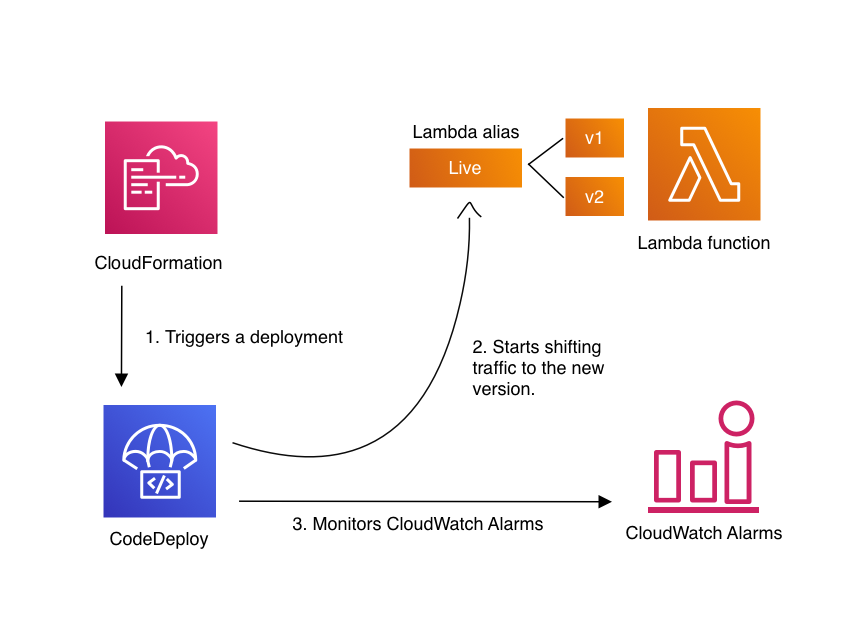 Lambda alias
Live
v1
v2
Lambda function
CloudFormation
1. Triggers a deployment
2. Starts shifting
traffic to the new
version.
</>
CodeDeploy
3. Monitors CloudWatch Alarms
CloudWatch Alarms